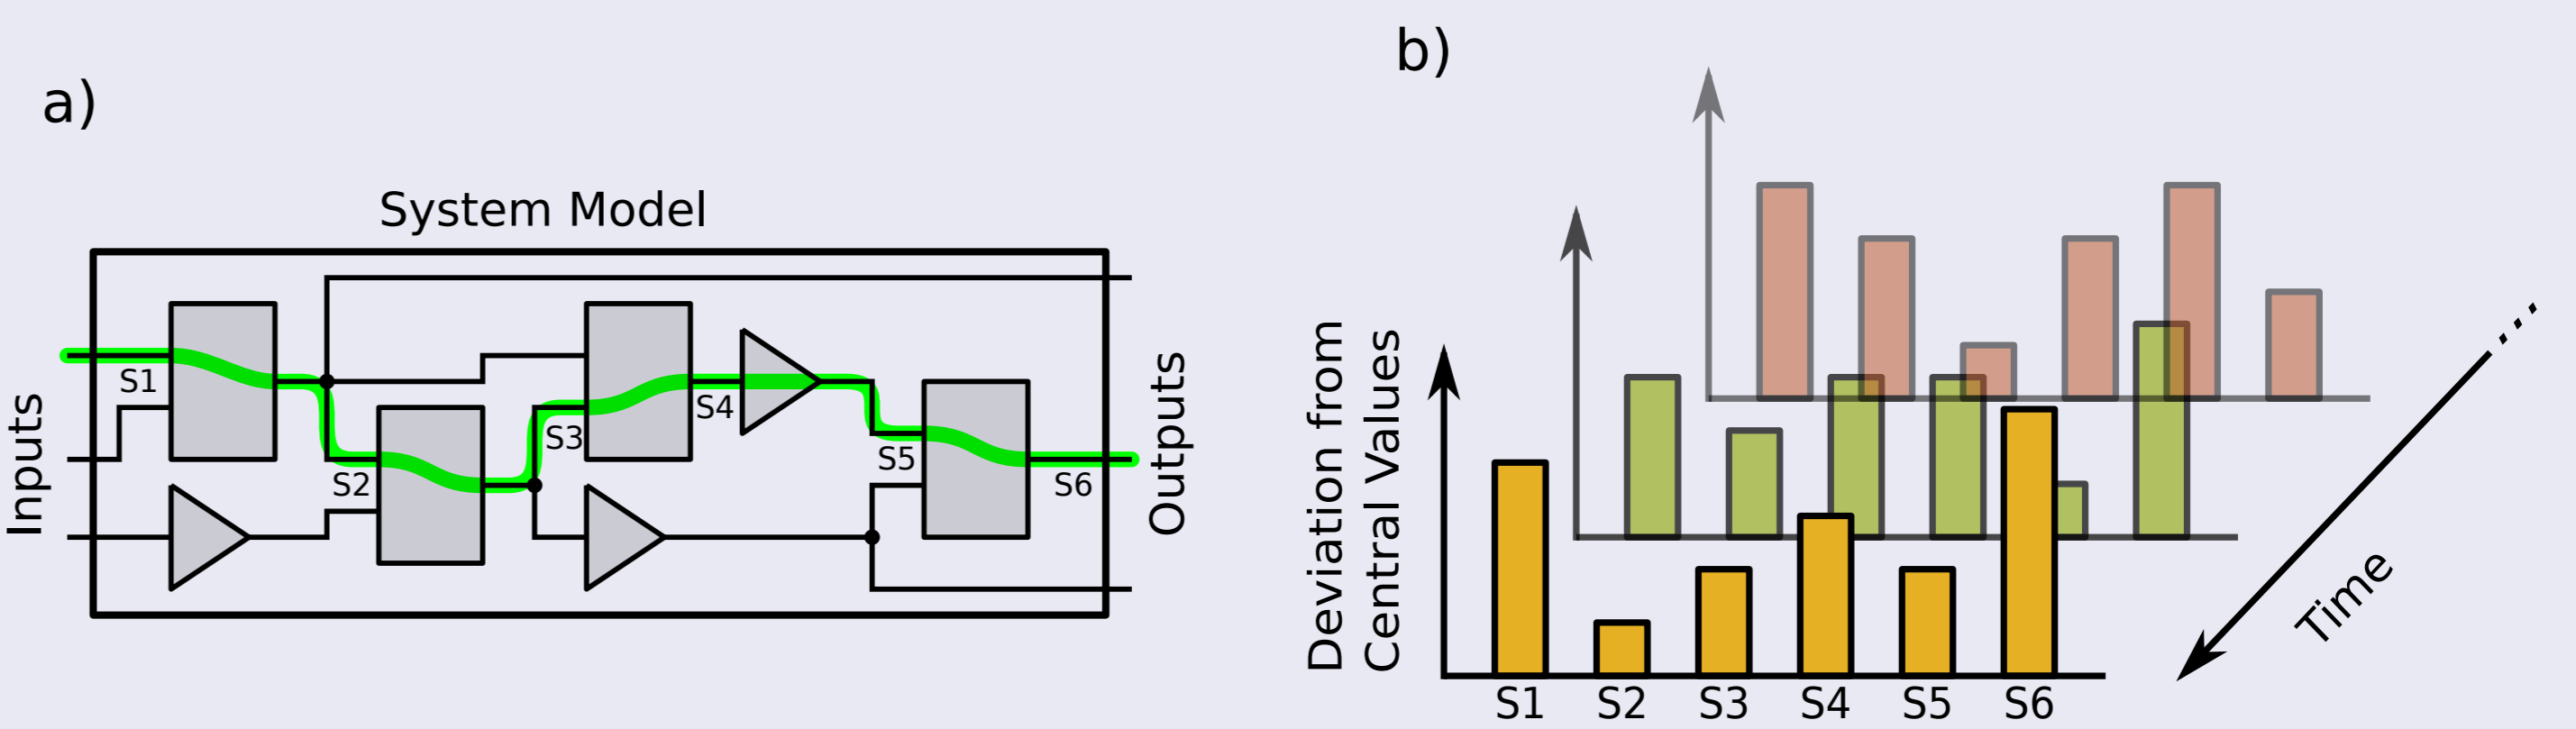 a)
System Model
Inputs
S1
S2
S3
S4
S5
S6
Outputs
b)
Deviation from
Central Values
S1 S2 S3 S4 S5 S6
Time